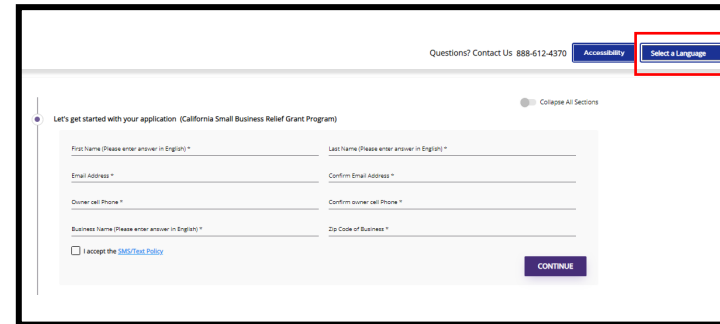 Questions? Contact Us 888-612-4370 Accessibility Select a Language
Collapse All Sections
Let's get started with your application (California Small Business Relief Grant Program)
First Name (Please enter answer in English) * Last Name (Please enter answer in English) *
Email Address * Confirm Email Address *
Owner cell Phone * Confirm owner cell Phone *
Business Name (Please enter answer in English) * Zip Code of Business *
I accept the SMS/Text Policy
CONTINUE